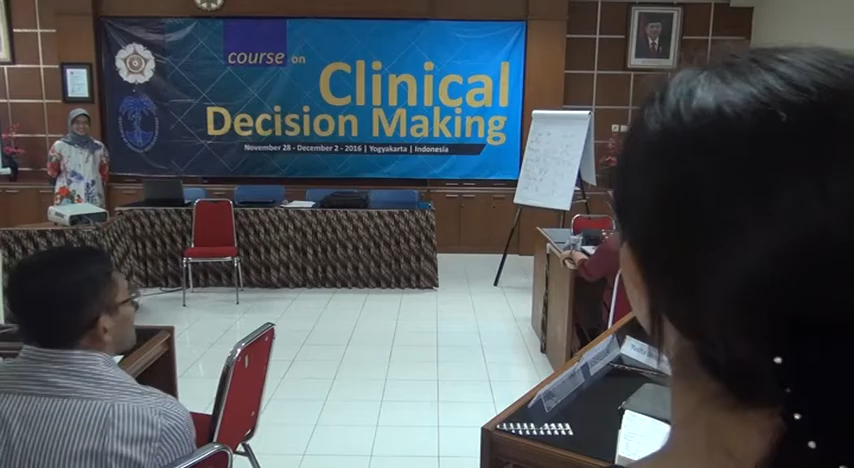 course on
Clinical
Decision Making
November 28 - December 2 - 2016 | Yogyakarta | Indonesia